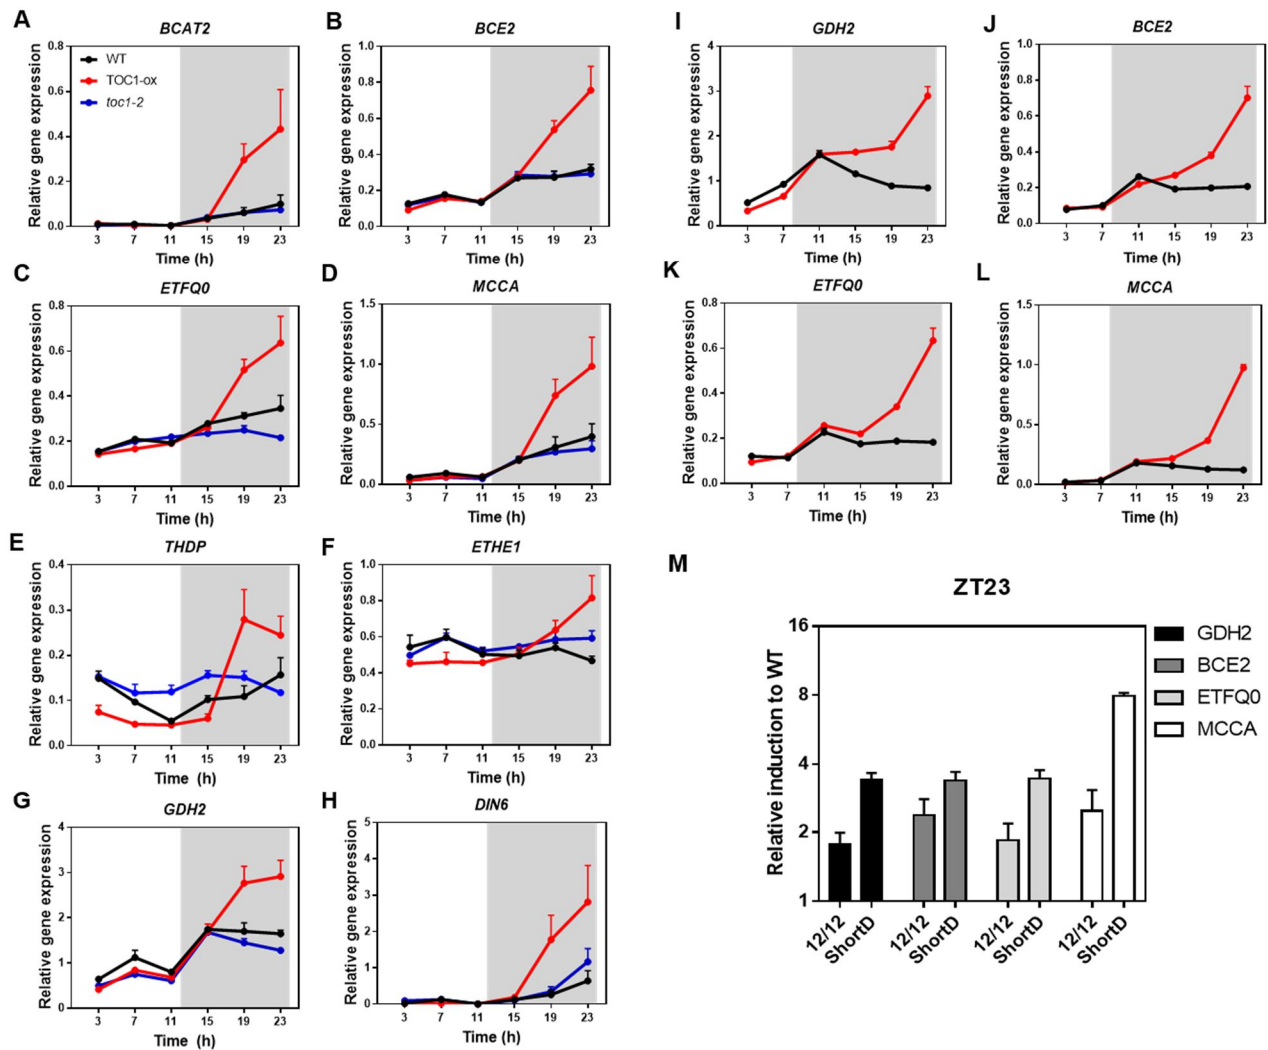 A
BCAT2
Relative gene expression
0.8
0.6
0.4
0.2
0.0
WT
TOC1-ox
toc1-2
3 7 11 15 19 23
Time (h)
B
BCE2
Relative gene expression
1.0
0.8
0.6
0.4
0.2
0.0
3 7 11 15 19 23
Time (h)
C
ETFQ0
Relative gene expression
0.8
0.6
0.4
0.2
0.0
3 7 11 15 19 23
Time (h)
D
MCCA
Relative gene expression
1.5
1.0
0.5
0.0
3 7 11 15 19 23
Time (h)
E
THDP
Relative gene expression
0.4
0.3
0.2
0.1
0.0
3 7 11 15 19 23
Time (h)
F
ETHE1
Relative gene expression
1.0
0.8
0.6
0.4
0.2
0.0
3 7 11 15 19 23
Time (h)
G
GDH2
Relative gene expression
4
3
2
1
0
3 7 11 15 19 23
Time (h)
H
DIN6
Relative gene expression
5
4
3
2
1
0
3 7 11 15 19 23
Time (h)
I
GDH2
Relative gene expression
4
3
2
1
0
3 7 11 15 19 23
Time (h)
J
BCE2
Relative gene expression
1.0
0.8
0.6
0.4
0.2
0.0
3 7 11 15 19 23
Time (h)
K
ETFQ0
Relative gene expression
0.8
0.6
0.4
0.2
0.0
3 7 11 15 19 23
Time (h)
L
MCCA
Relative gene expression
1.5
1.0
0.5
0.0
3 7 11 15 19 23
Time (h)
M
ZT23
Relative induction to WT
16
8
4
2
1
12/12 ShortD 12/12 ShortD 12/12 ShortD 12/12 ShortD
GDH2
BCE2
ETFQ0
MCCA